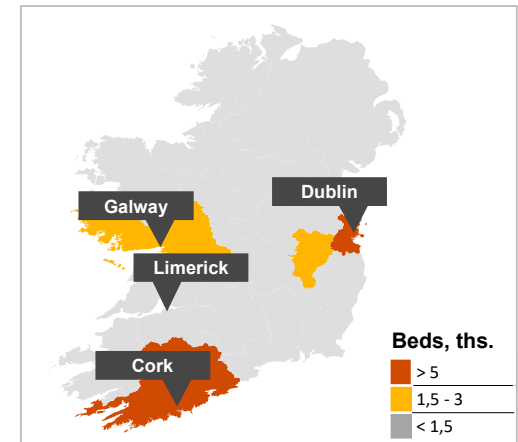 Dublin
Galway
Limerick
Cork
Beds, ths.
> 5
1,5 - 3
< 1,5